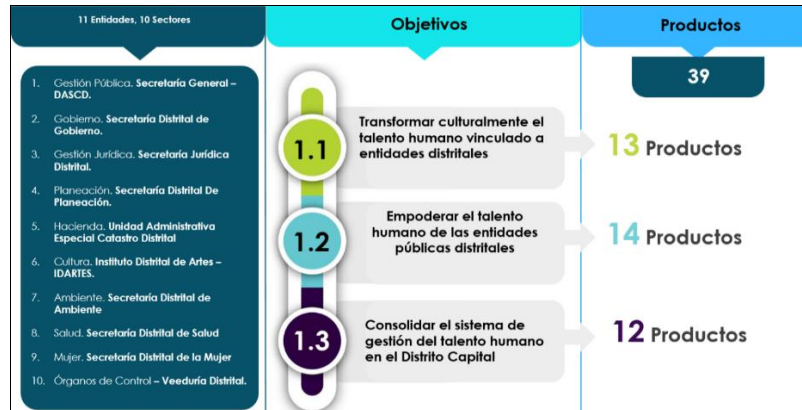 11 Entidades, 10 Sectores
1. Gestión Pública. Secretaría General –
DASCD.
2. Gobierno. Secretaría Distrital de
Gobierno.
3. Gestión Jurídica. Secretaría Jurídica
Distrital.
4. Planeación. Secretaría Distrital De
Planeación.
5. Hacienda. Unidad Administrativa
Especial Catastro Distrital
6. Cultura. Instituto Distrital de Artes –
IDARTES.
7. Ambiente. Secretaría Distrital de
Ambiente
8. Salud. Secretaría Distrital de Salud
9. Mujer. Secretaría Distrital de la Mujer
10. Órganos de Control – Veeduría Distrital.
Objetivos
1.1
Transformar culturalmente el
talento humano vinculado a
entidades distritales
1.2
Empoderar el talento
humano de las entidades
públicas distritales
1.3
Consolidar el sistema de
gestión del talento humano
en el Distrito Capital
Productos
39
13 Productos
14 Productos
12 Productos